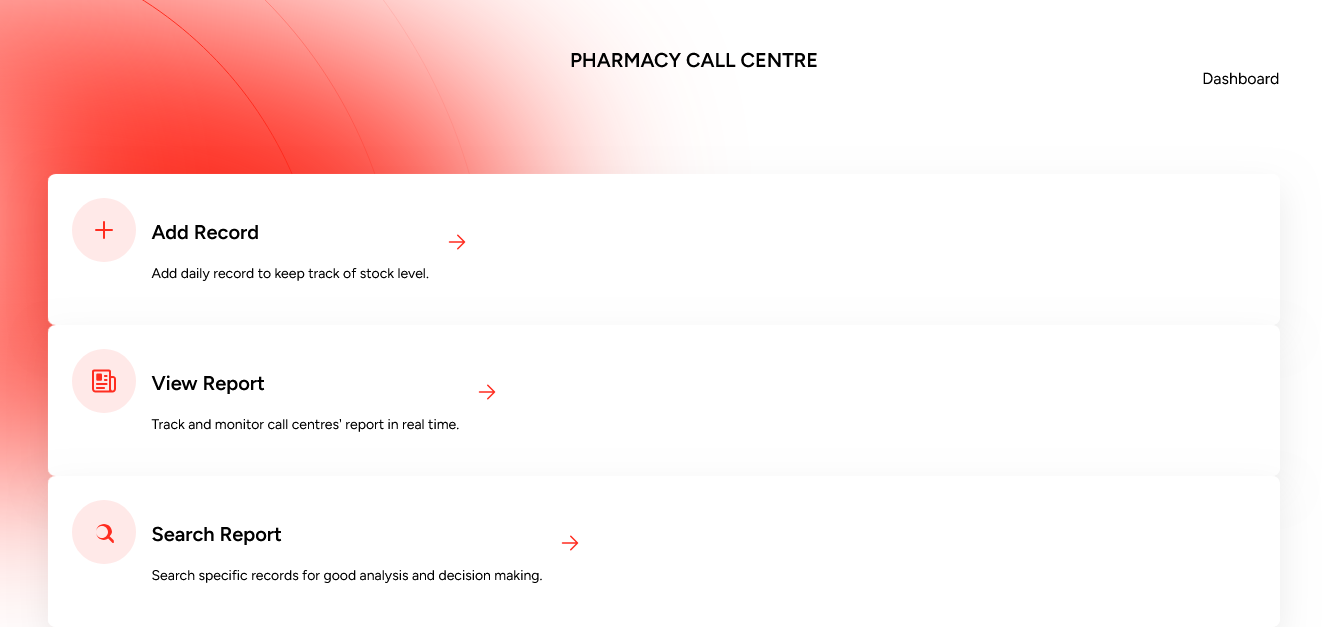 PHARMACY CALL CENTRE
Dashboard
Add Record
Add daily record to keep track of stock level.
View Report
Track and monitor call centres' report in real time.
Search Report
Search specific records for good analysis and decision making.